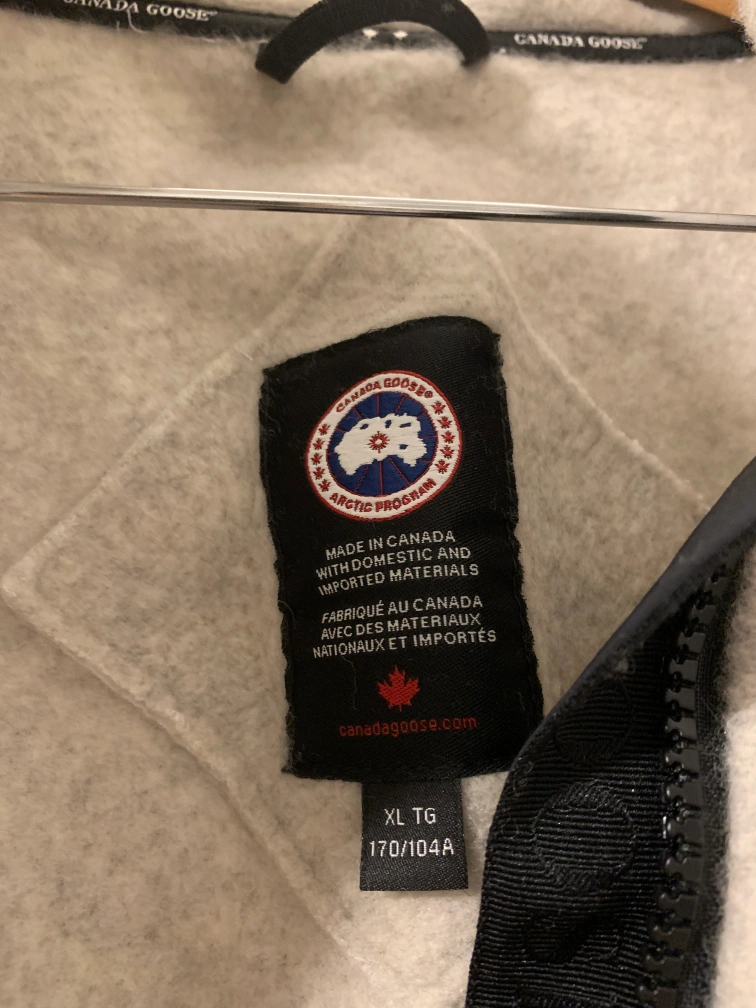 CANADA GOOSE®
CANADA GOOSE®
CANADA GOOSE®
ARCTIC PROGRAM
MADE IN CANADA
WITH DOMESTIC AND
IMPORTED MATERIALS
FABRIQUÉ AU CANADA
AVEC DES MATERIAUX
NATIONAUX ET IMPORTÉS
canadagoose.com
XL TG
170/104A